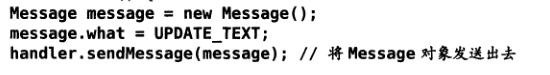 Message message = new Message();
message.what = UPDATE_TEXT;
handler.sendMessage(message); // 将 Message 对象发送出去